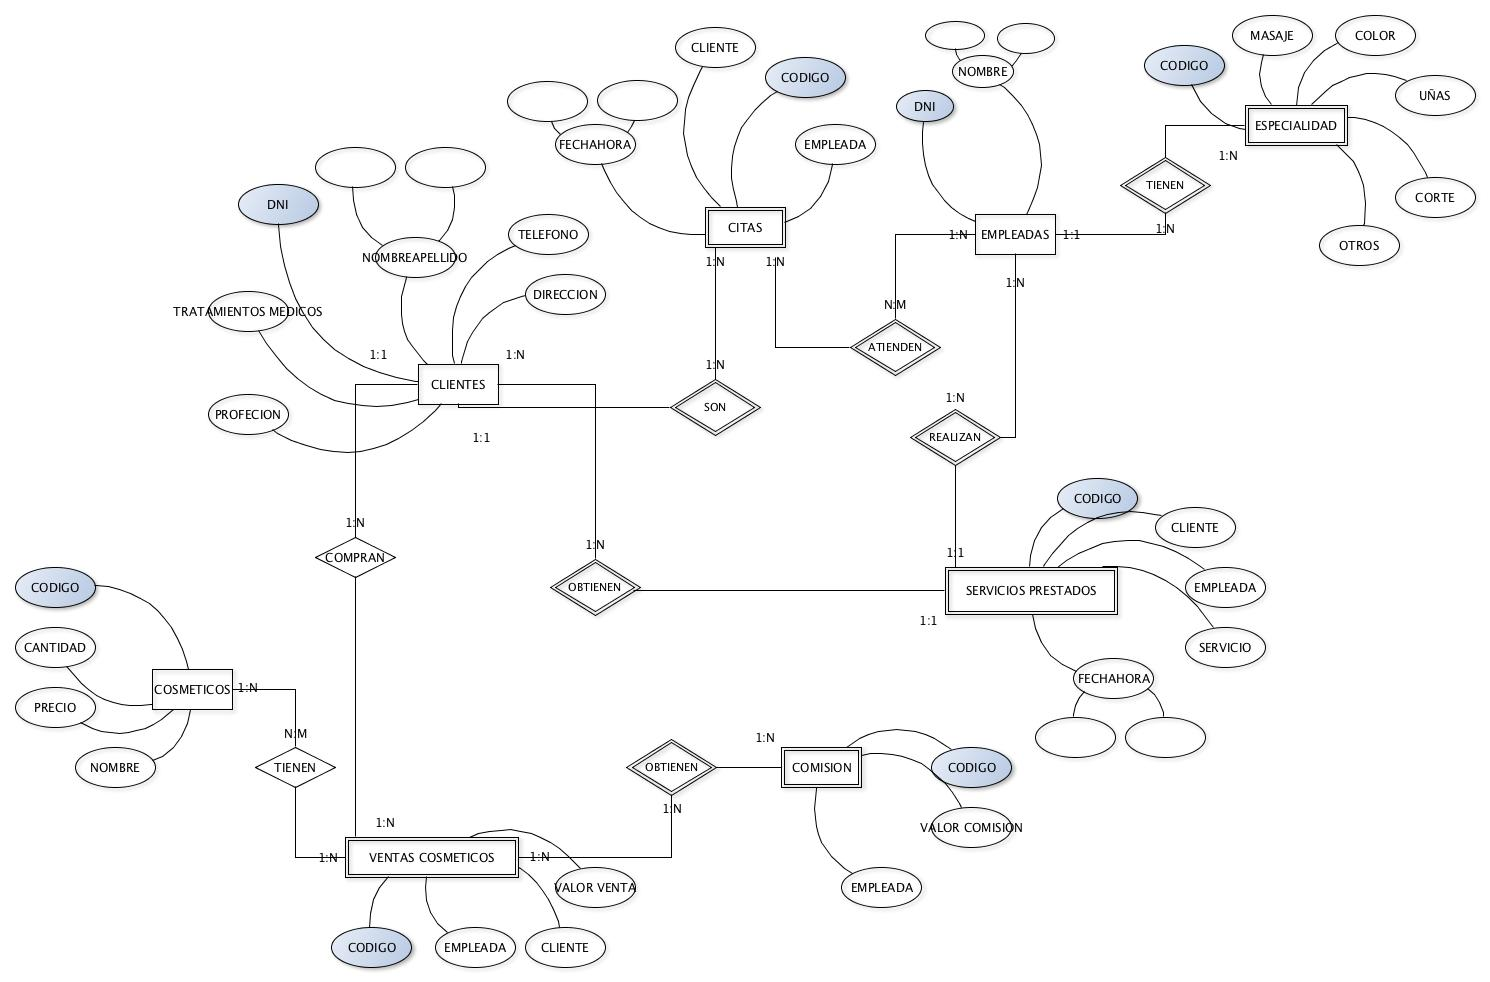 MASAJE
COLOR
CLIENTE
CODIGO
CODIGO
NOMBRE
UÑAS
DNI
FECHAHORA
EMPLEADA
ESPECIALIDAD
1:N
TIENEN
CORTE
DNI
CITAS
TELEFONO
1:N
EMPLEADAS
1:1
1:N
OTROS
NOMBREAPELLIDO
1:N
1:N
1:N
DIRECCION
N:M
TRATAMIENTOS MEDICOS
ATIENDEN
1:1
1:N
1:N
CLIENTES
1:N
SON
PROFECION
REALIZAN
1:1
CODIGO
1:N
CLIENTE
1:N
1:1
COMPRAN
CODIGO
OBTIENEN
SERVICIOS PRESTADOS
EMPLEADA
1:1
CANTIDAD
SERVICIO
FECHAHORA
COSMETICOS
1:N
PRECIO
N:M
1:N
NOMBRE
TIENEN
OBTIENEN
COMISION
CODIGO
1:N
1:N
VALOR COMISION
1:N
VENTAS COSMETICOS
1:N
VALOR VENTA
EMPLEADA
CODIGO
EMPLEADA
CLIENTE